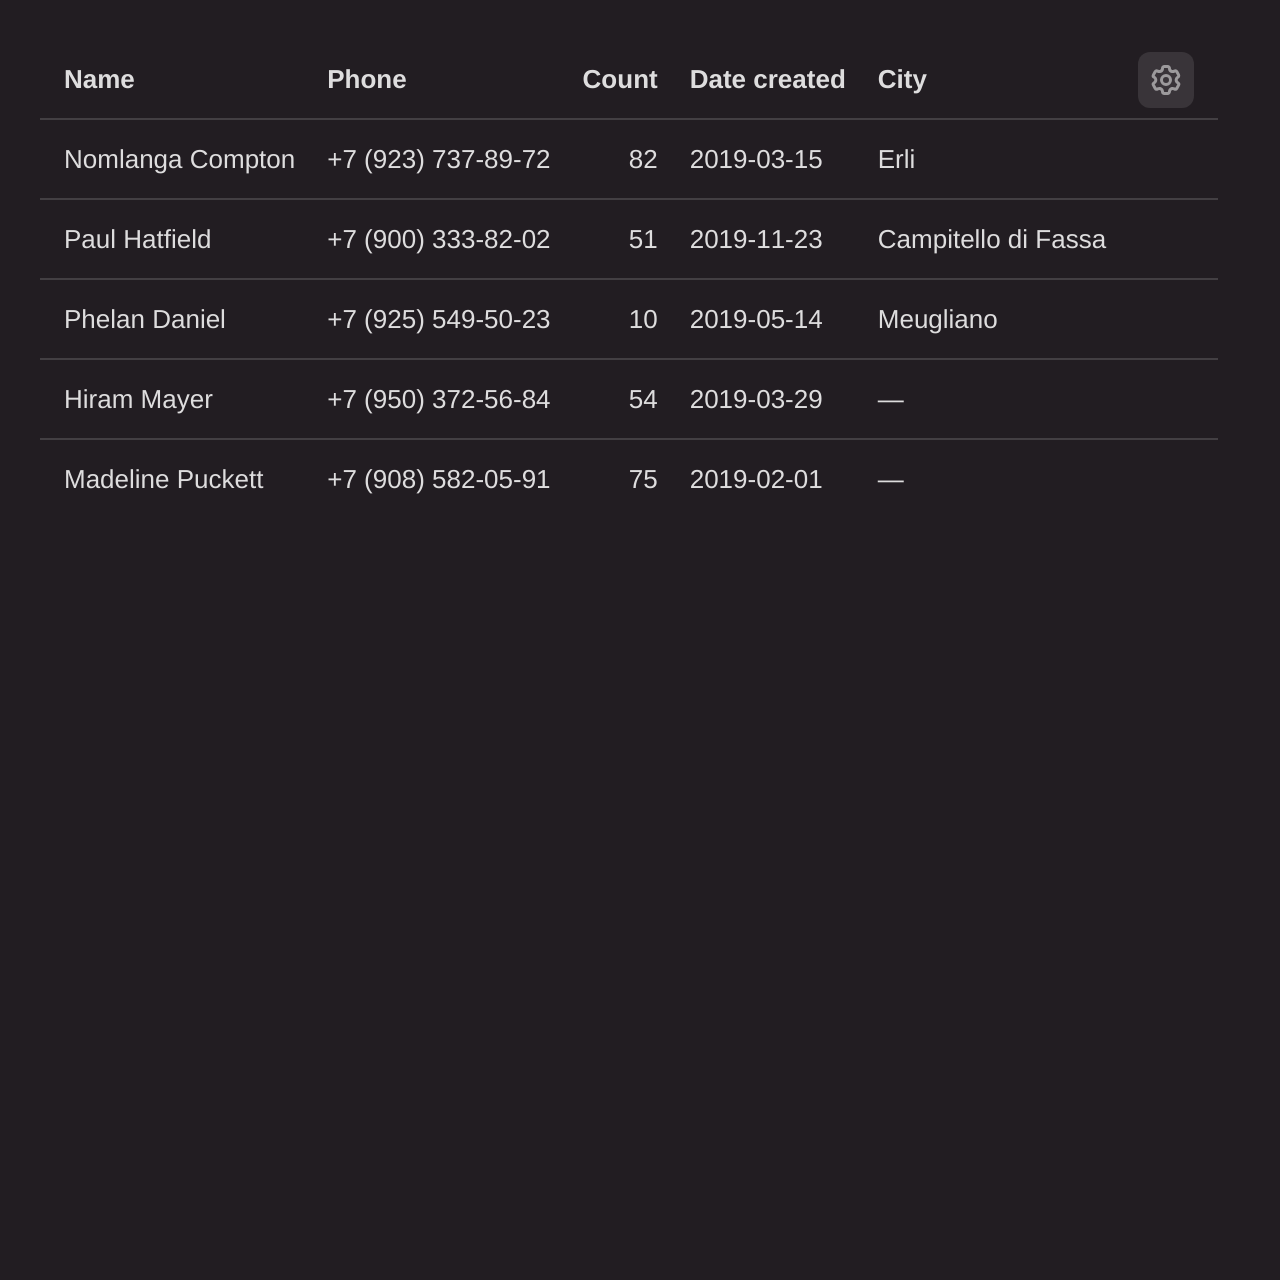 Name Phone Count Date created City
Nomlanga Compton +7 (923) 737-89-72 82 2019-03-15 Erli
Paul Hatfield +7 (900) 333-82-02 51 2019-11-23 Campitello di Fassa
Phelan Daniel +7 (925) 549-50-23 10 2019-05-14 Meugliano
Hiram Mayer +7 (950) 372-56-84 54 2019-03-29 —
Madeline Puckett +7 (908) 582-05-91 75 2019-02-01 —